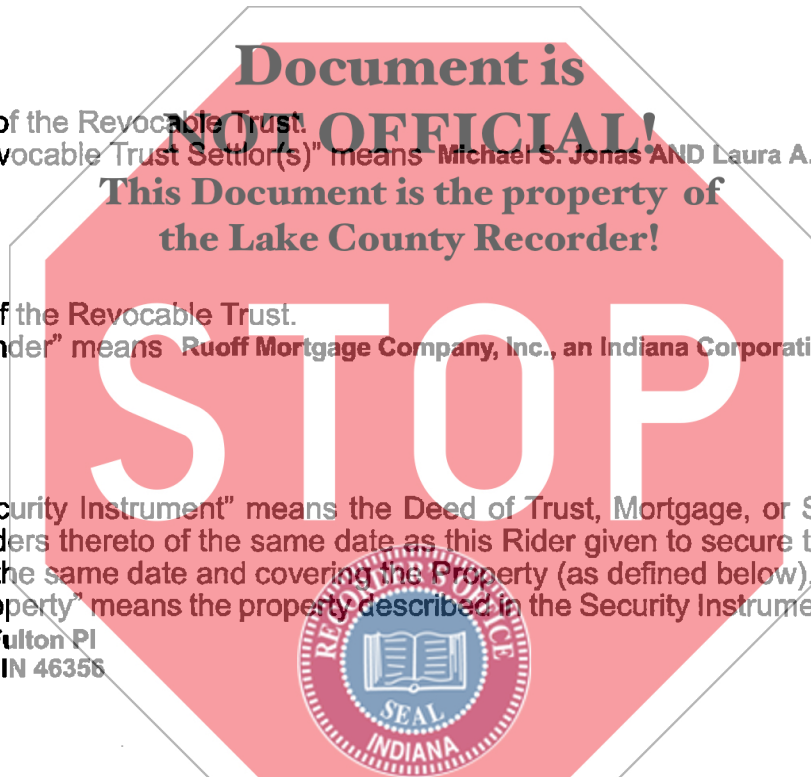 Document is
of the Revocable Trust.
NOT OFFICIAL!
vocable Trust Settlor(s)” means Michael S. Jonas AND Laura A.
This Document is the property of
the Lake County Recorder!
f the Revocable Trust.
nder” means Ruoff Mortgage Company, Inc., an Indiana Corporati
STOP
curity Instrument” means the Deed of Trust, Mortgage, or S
ders thereto of the same date as this Rider given to secure t
he same date and covering the Property (as defined below),
operty” means the property described in the Security Instrume
ulton Pl
IN 46356
RECORDER'S OFFICE
SEAL
INDIANA